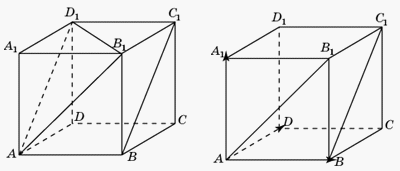 D₁ C₁ D₁ C₁
A₁ B₁ A₁ B₁
D C D C
A B A B